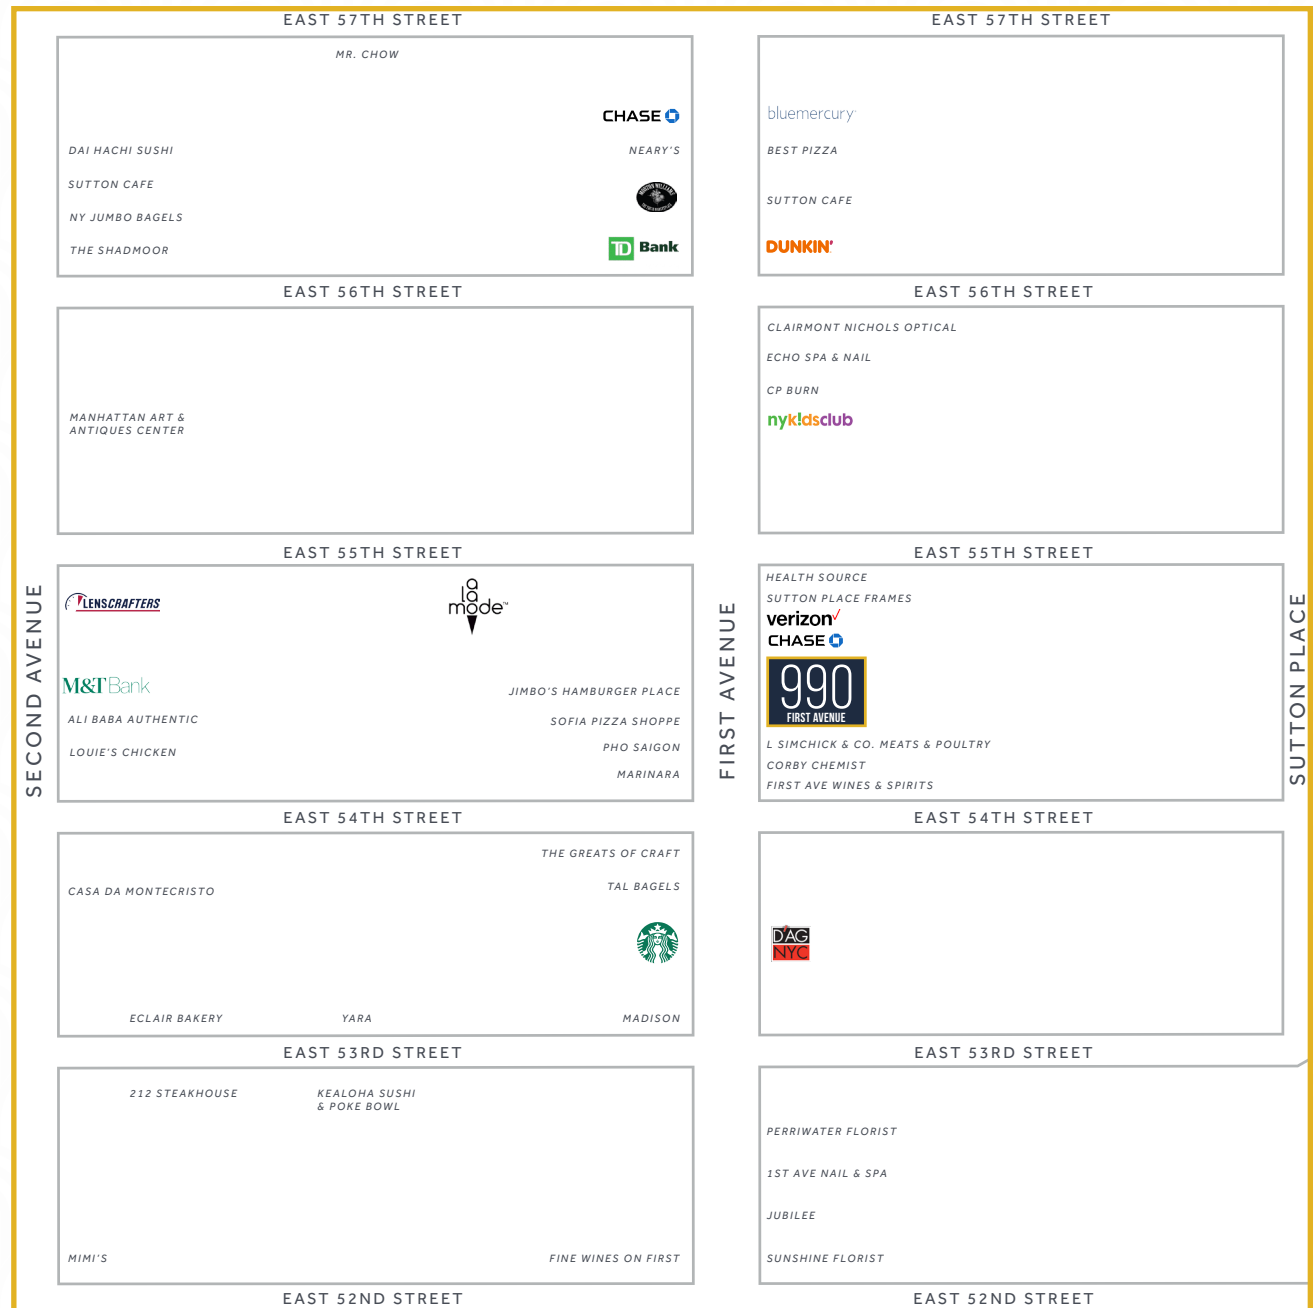 EAST 57TH STREET
EAST 57TH STREET
MR. CHOW
CHASE
DAI HACHI SUSHI
NEARY'S
SUTTON CAFE
NY JUMBO BAGELS
THE SHADMOOR
TD Bank
bluemercury
BEST PIZZA
SUTTON CAFE
DUNKIN'
EAST 56TH STREET
EAST 56TH STREET
MANHATTAN ART &
ANTIQUES CENTER
CLAIRMONT NICHOLS OPTICAL
ECHO SPA & NAIL
CP BURN
nyk!dsclub
EAST 55TH STREET
EAST 55TH STREET
SECOND AVENUE
FIRST AVENUE
SUTTON PLACE
LENSCRAFTERS
à
la
mode™
M&T Bank
ALI BABA AUTHENTIC
LOUIE'S CHICKEN
JIMBO'S HAMBURGER PLACE
SOFIA PIZZA SHOPPE
PHO SAIGON
MARINARA
HEALTH SOURCE
SUTTON PLACE FRAMES
verizon
CHASE
990
FIRST AVENUE
L SIMCHICK & CO. MEATS & POULTRY
CORBY CHEMIST
FIRST AVE WINES & SPIRITS
EAST 54TH STREET
EAST 54TH STREET
THE GREATS OF CRAFT
CASA DA MONTECRISTO
TAL BAGELS
ECLAIR BAKERY
YARA
MADISON
D'AG
NYC
EAST 53RD STREET
EAST 53RD STREET
212 STEAKHOUSE
KEALOHA SUSHI
& POKE BOWL
MIMI'S
FINE WINES ON FIRST
PERRIWATER FLORIST
1ST AVE NAIL & SPA
JUBILEE
SUNSHINE FLORIST
EAST 52ND STREET
EAST 52ND STREET